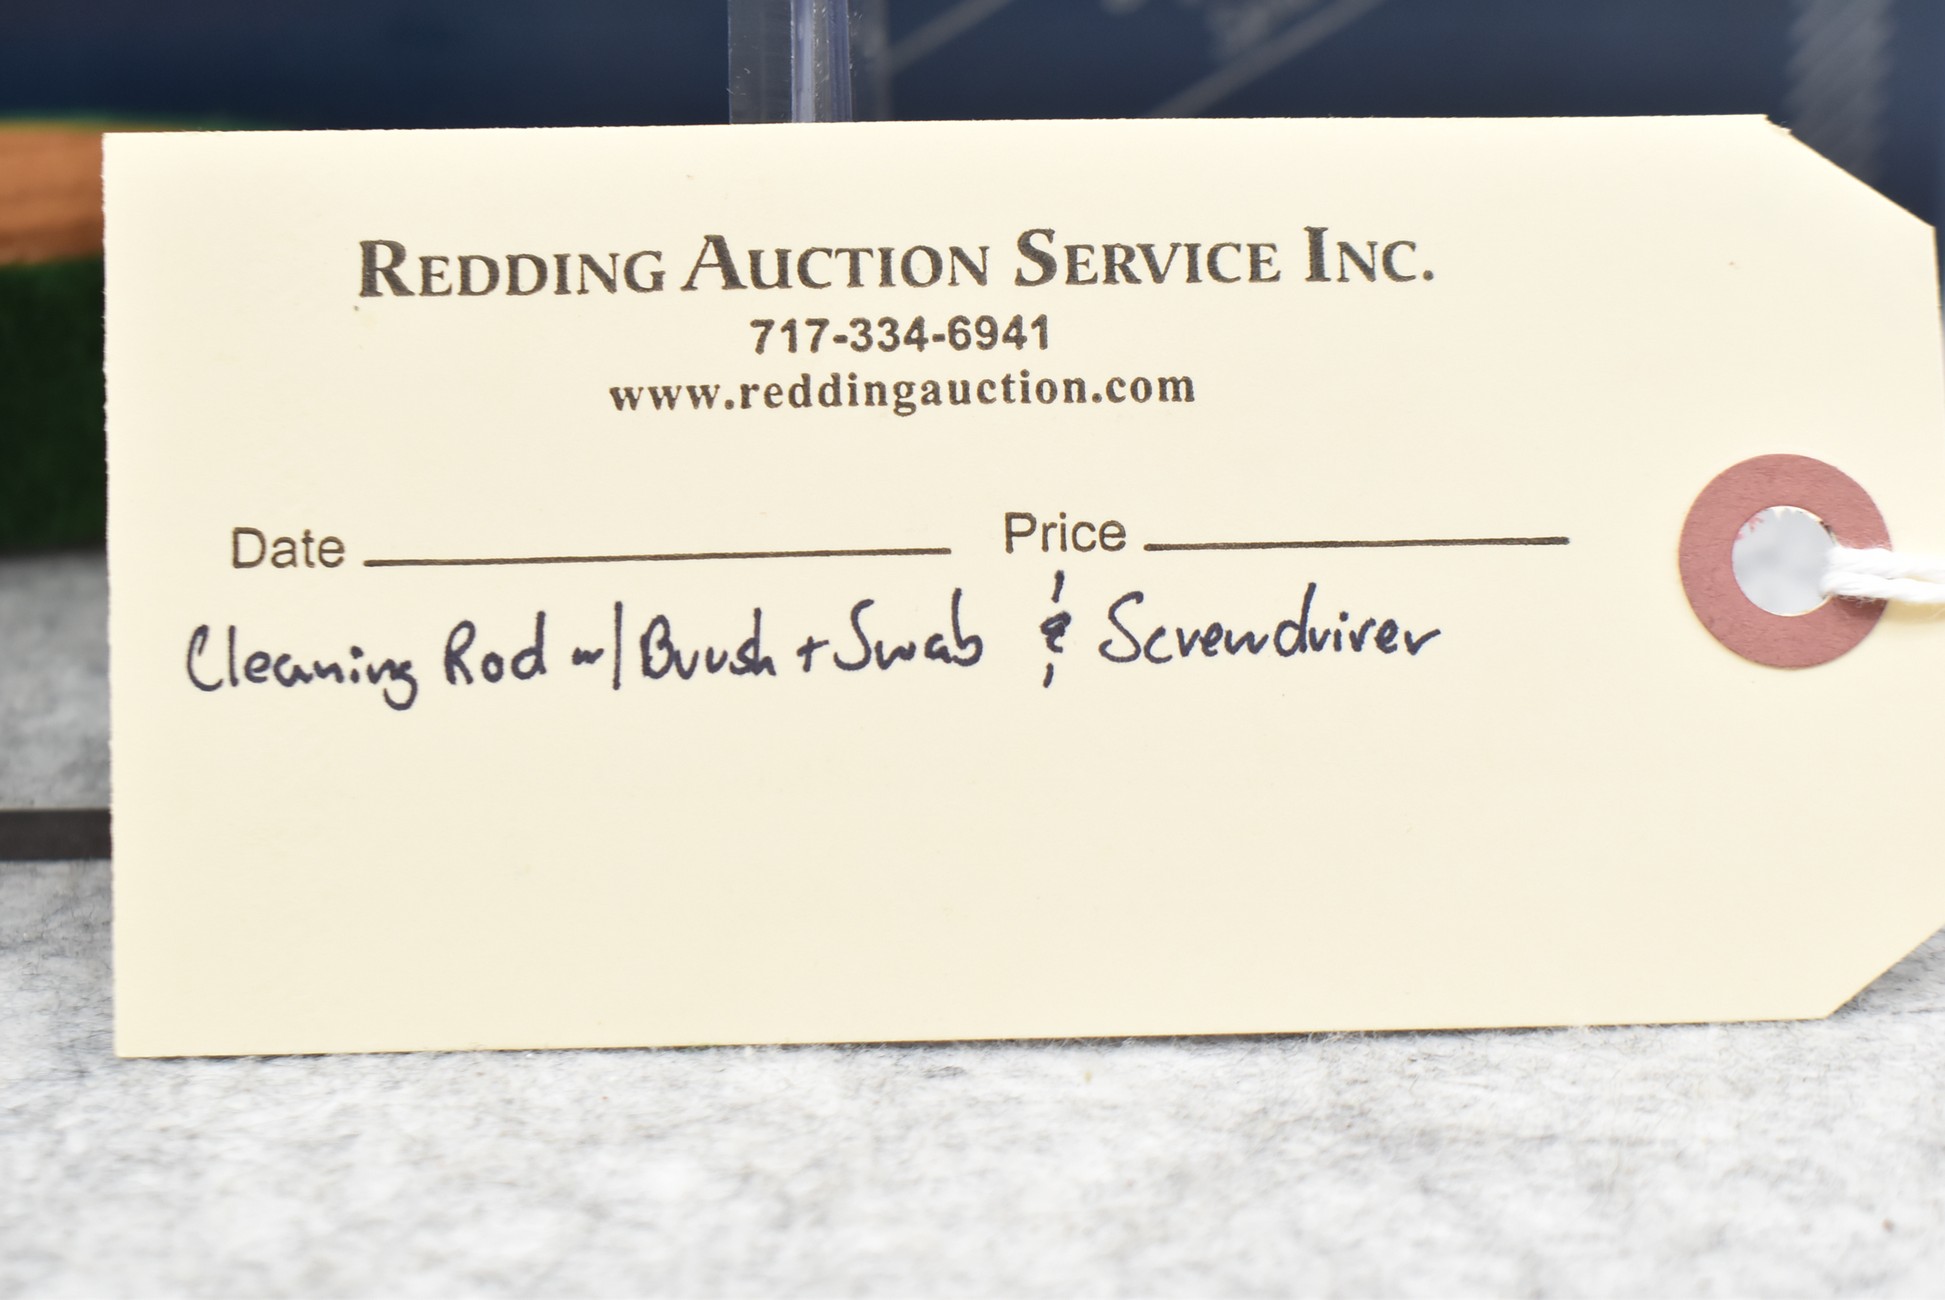 REDDING AUCTION SERVICE INC.
717-334-6941
www.reddingauction.com
Date Price
Cleaning Rod w/ Brush + Swab & Screwdriver